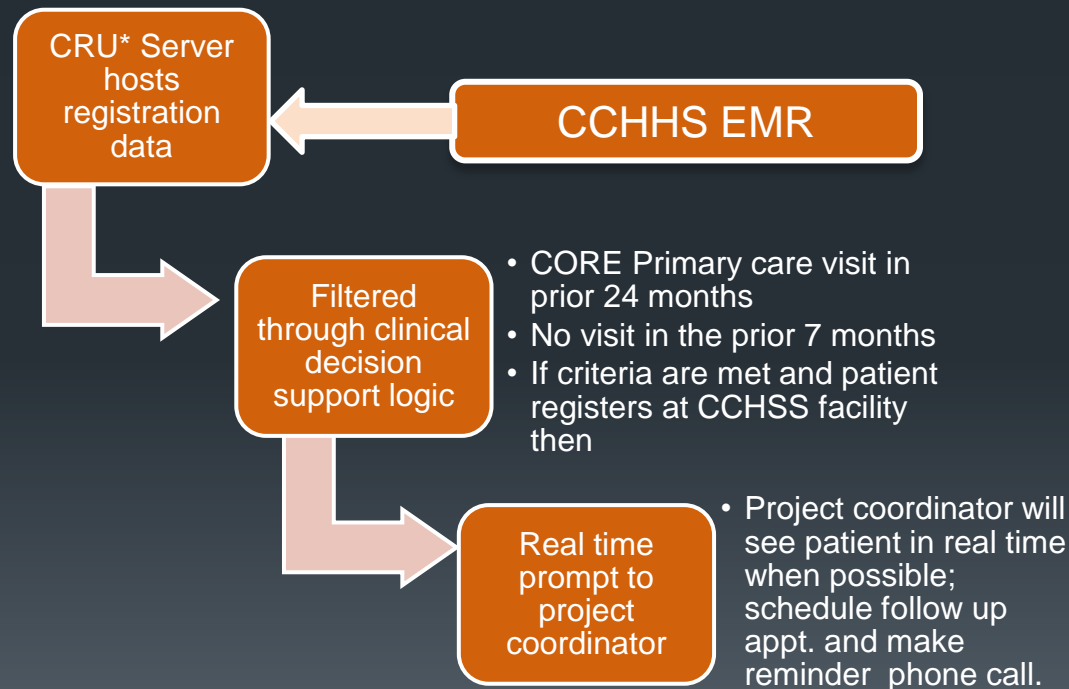 CRU* Server
hosts
registration
data
CCHHS EMR
Filtered
through clinical
decision
support logic
• CORE Primary care visit in
prior 24 months
• No visit in the prior 7 months
• If criteria are met and patient
registers at CCHSS facility
then
Real time
prompt to
project
coordinator
• Project coordinator will
see patient in real time
when possible;
schedule follow up
appt. and make
reminder phone call.